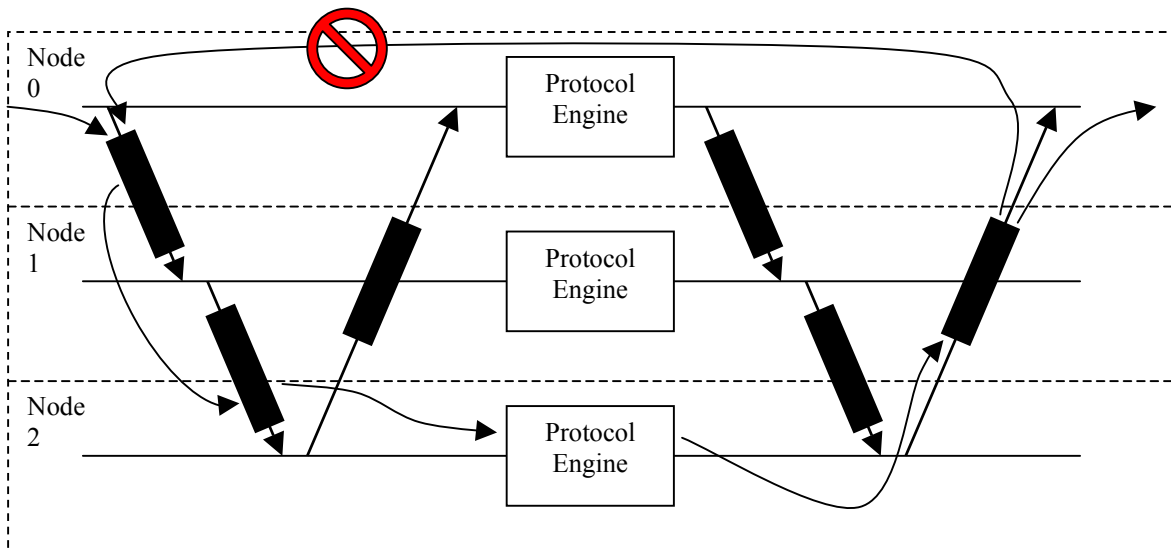 Node
0
Protocol
Engine
Node
1
Protocol
Engine
Node
2
Protocol
Engine